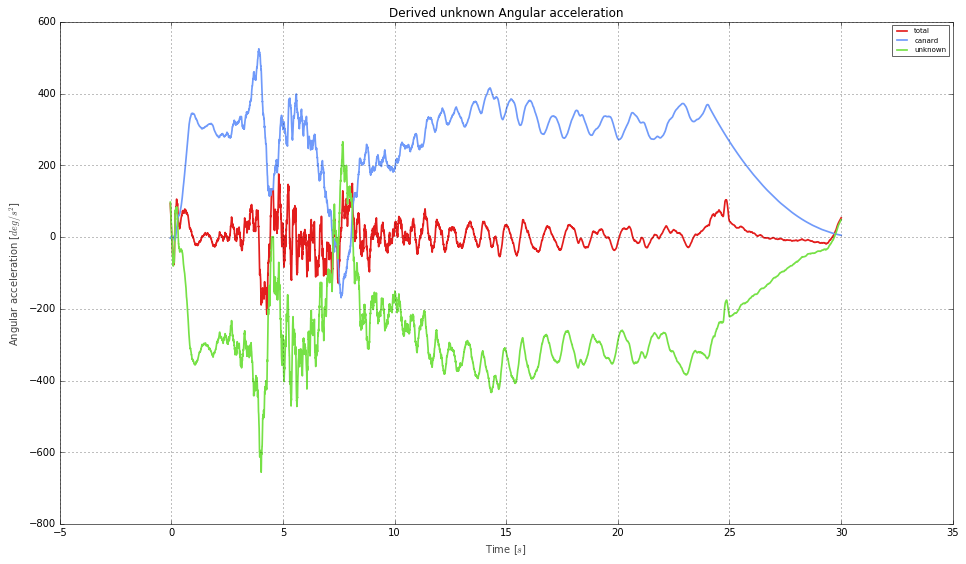 Derived unknown Angular acceleration
total
canard
unknown
Angular acceleration [deg/s²]
600
400
200
0
−200
−400
−600
−800
−5
0
5
10
15
20
25
30
35
Time [s]